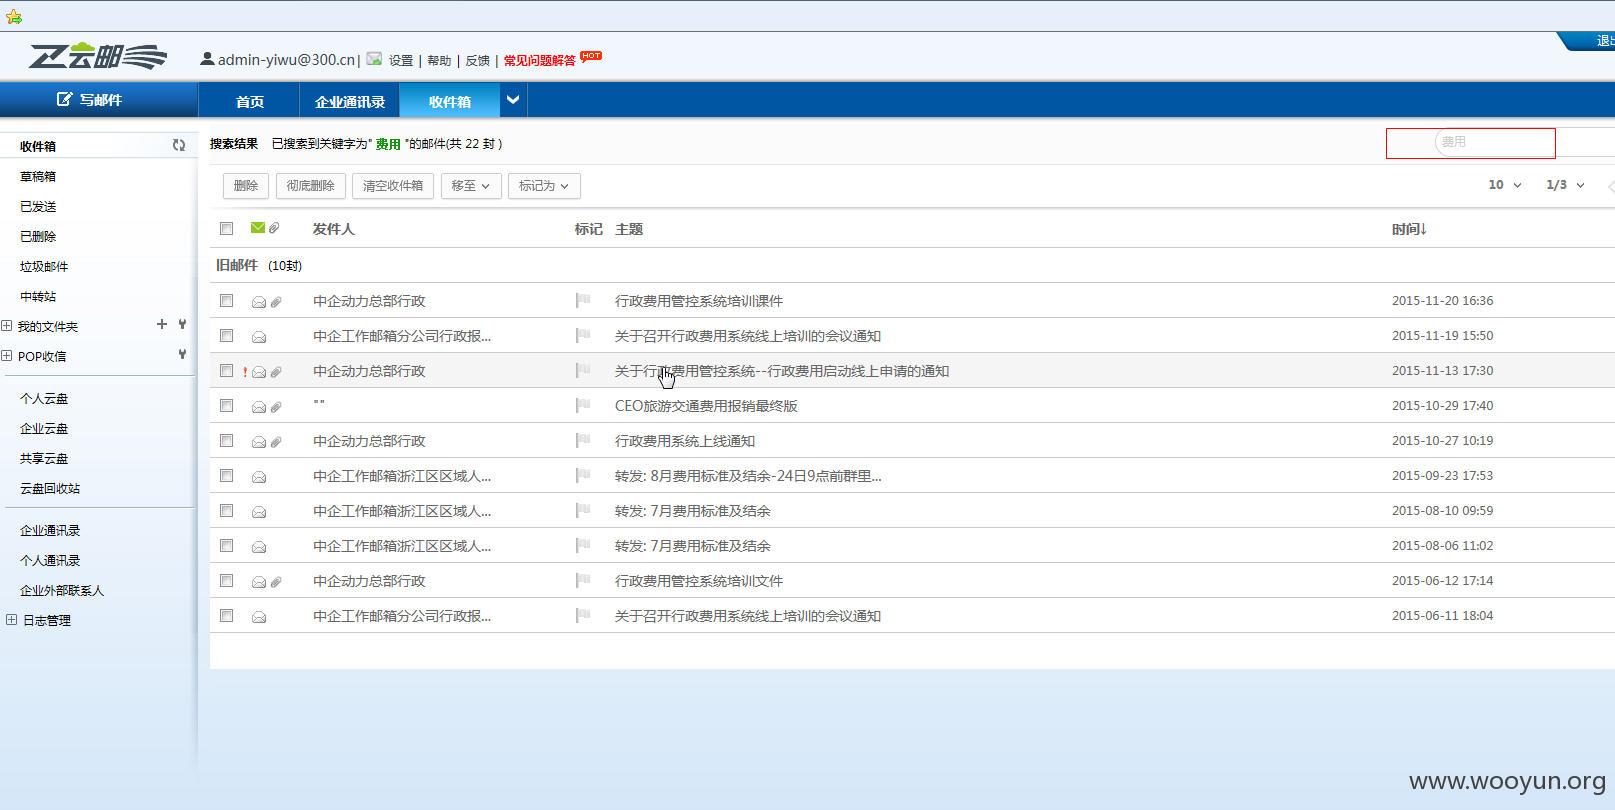 Z云邮
admin-yiwu@300.cn| 设置 | 帮助 | 反馈 | 常见问题解答 HOT
退出
写邮件 首页 企业通讯录 收件箱
收件箱
草稿箱
已发送
已删除
垃圾邮件
中转站
我的文件夹
POP收信
个人云盘
企业云盘
共享云盘
云盘回收站
企业通讯录
个人通讯录
企业外部联系人
日志管理
搜索结果 已搜索到关键字为" 费用 "的邮件(共 22 封 )
费用
删除 彻底删除 清空收件箱 移至 标记为 10 1/3
发件人 标记 主题 时间↓
旧邮件 (10封)
中企动力总部行政 行政费用管控系统培训课件 2015-11-20 16:36
中企工作邮箱分公司行政报... 关于召开行政费用系统线上培训的会议通知 2015-11-19 15:50
中企动力总部行政 关于行政费用管控系统--行政费用启动线上申请的通知 2015-11-13 17:30
"" CEO旅游交通费用报销最终版 2015-10-29 17:40
中企动力总部行政 行政费用系统上线通知 2015-10-27 10:19
中企工作邮箱浙江区区域人... 转发: 8月费用标准及结余-24日9点前群里... 2015-09-23 17:53
中企工作邮箱浙江区区域人... 转发: 7月费用标准及结余 2015-08-10 09:59
中企工作邮箱浙江区区域人... 转发: 7月费用标准及结余 2015-08-06 11:02
中企动力总部行政 行政费用管控系统培训文件 2015-06-12 17:14
中企工作邮箱分公司行政报... 关于召开行政费用系统线上培训的会议通知 2015-06-11 18:04
www.wooyun.org